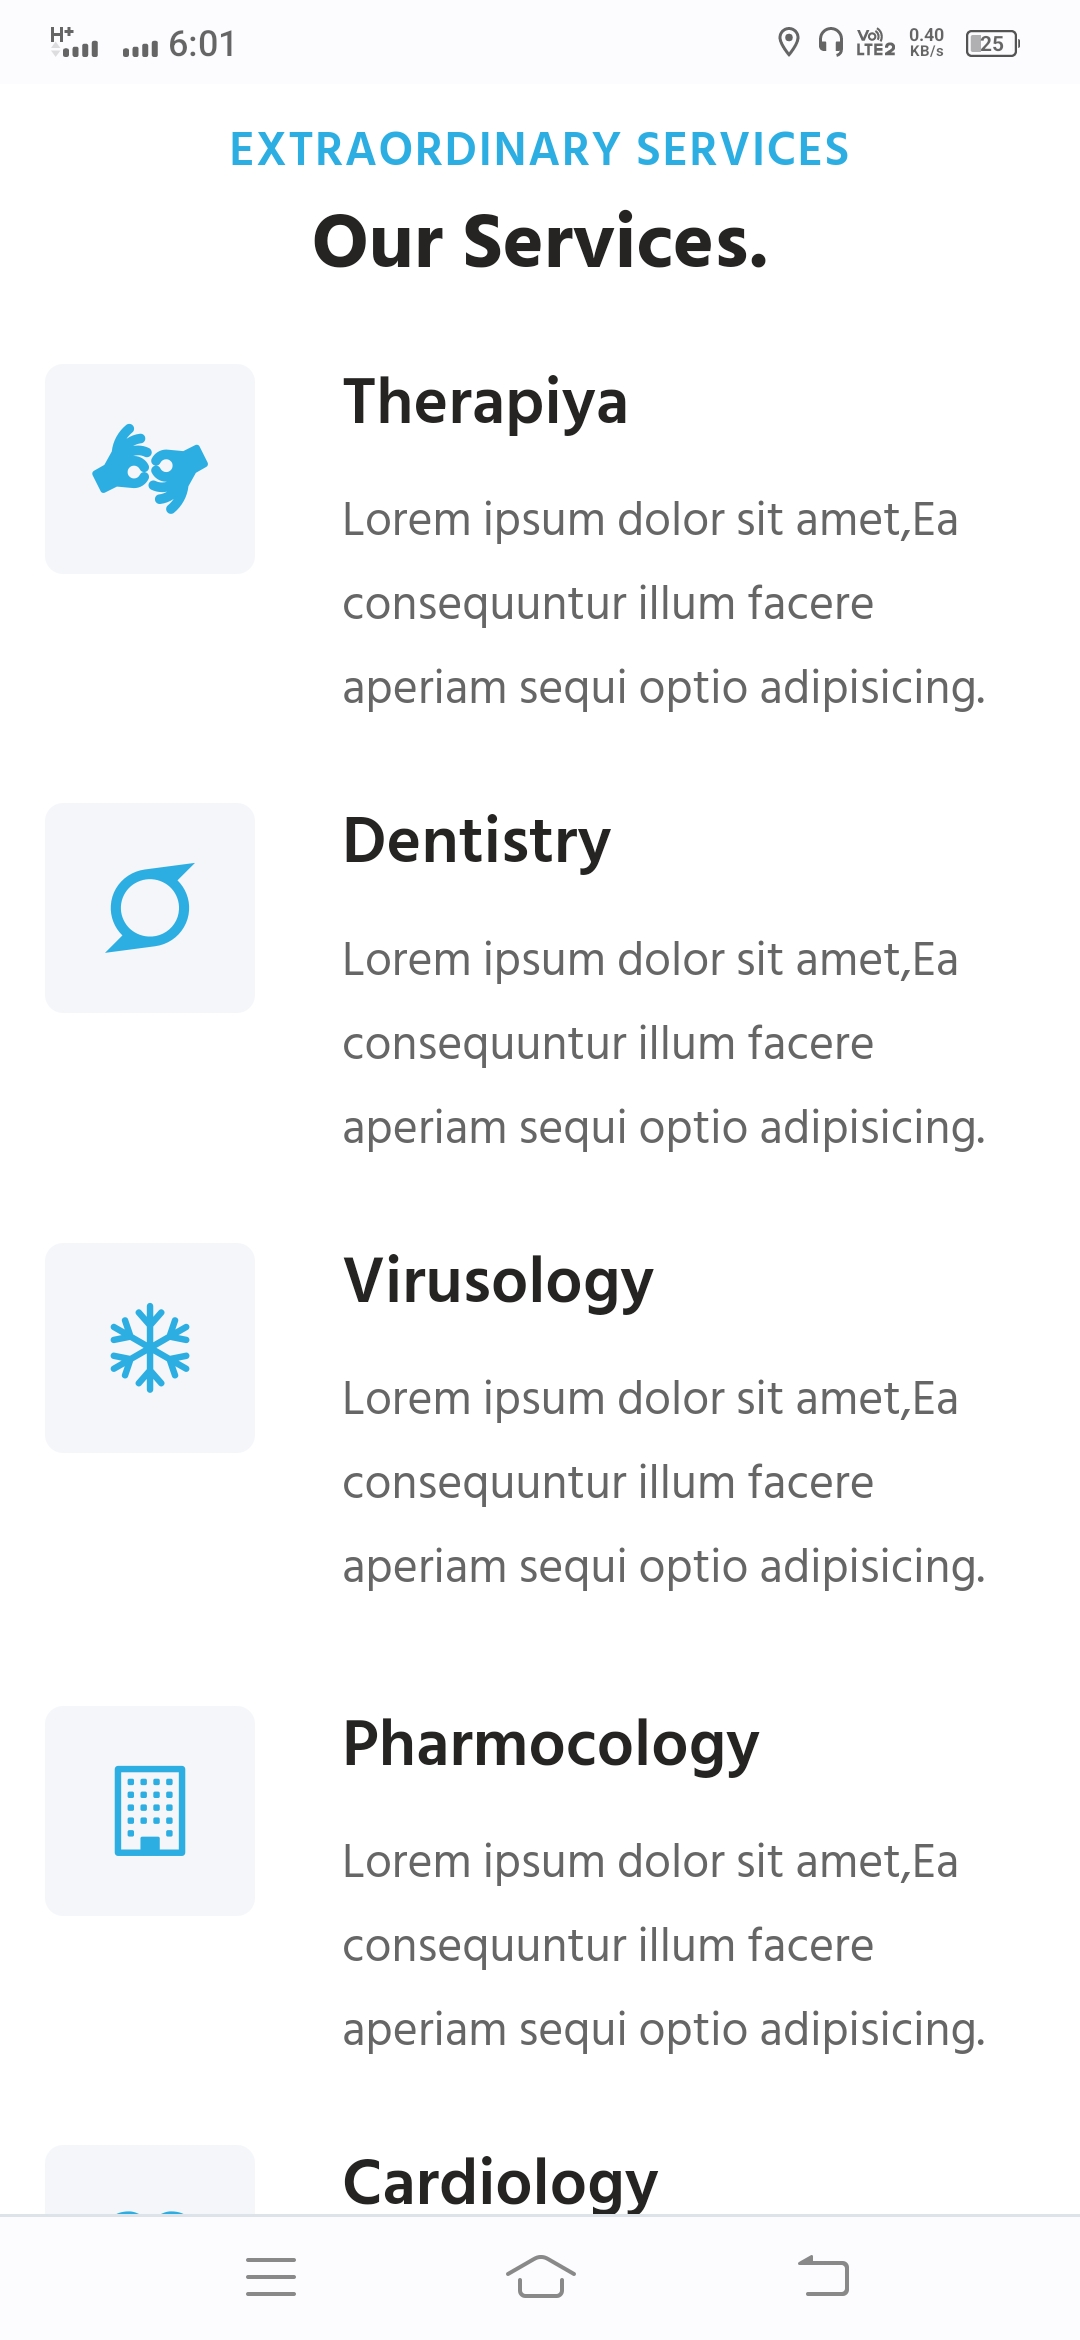 H+ 6:01 Vo) LTE2 0.40 KB/s 25
EXTRAORDINARY SERVICES
Our Services.
Therapiya
Lorem ipsum dolor sit amet,Ea
consequuntur illum facere
aperiam sequi optio adipisicing.
Dentistry
Lorem ipsum dolor sit amet,Ea
consequuntur illum facere
aperiam sequi optio adipisicing.
Virusology
Lorem ipsum dolor sit amet,Ea
consequuntur illum facere
aperiam sequi optio adipisicing.
Pharmocology
Lorem ipsum dolor sit amet,Ea
consequuntur illum facere
aperiam sequi optio adipisicing.
Cardiology